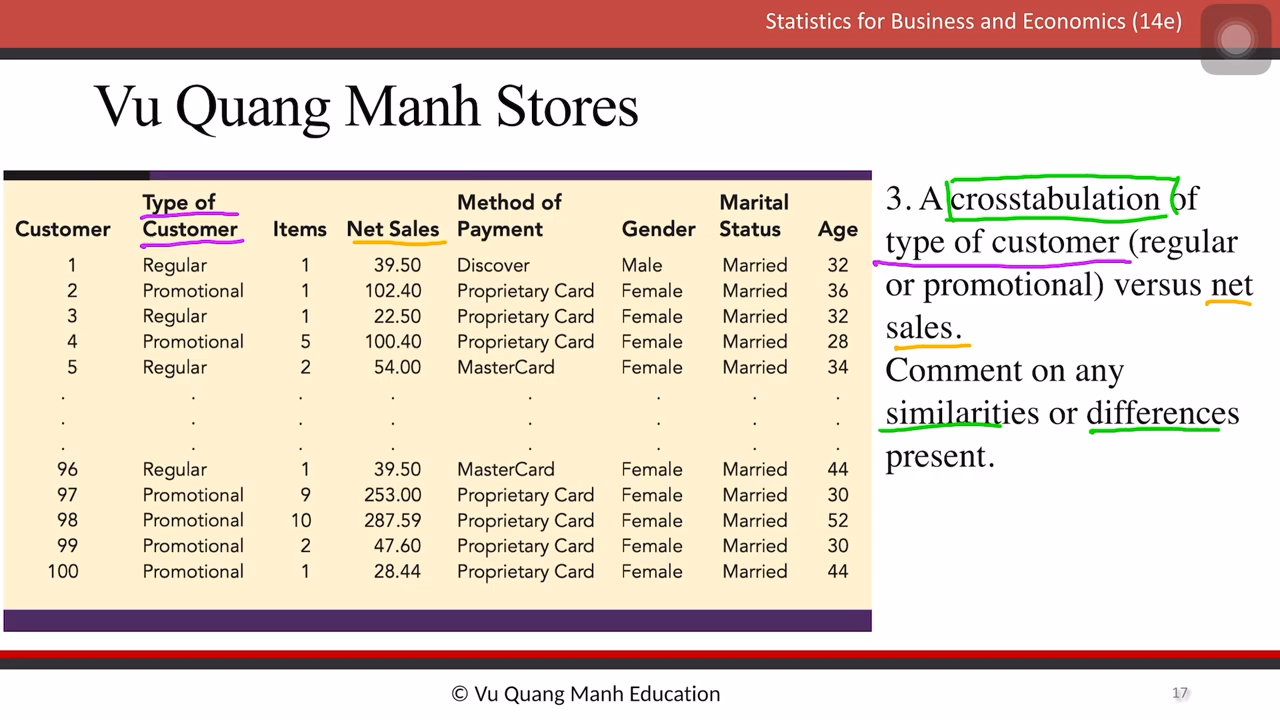 Statistics for Business and Economics (14e)
Vu Quang Manh Stores
Customer Type of Customer Items Net Sales Method of Payment Gender Marital Status Age
1 Regular 1 39.50 Discover Male Married 32
2 Promotional 1 102.40 Proprietary Card Female Married 36
3 Regular 1 22.50 Proprietary Card Female Married 32
4 Promotional 5 100.40 Proprietary Card Female Married 28
5 Regular 2 54.00 MasterCard Female Married 34
. . . . . . . .
. . . . . . . .
. . . . . . . .
96 Regular 1 39.50 MasterCard Female Married 44
97 Promotional 9 253.00 Proprietary Card Female Married 30
98 Promotional 10 287.59 Proprietary Card Female Married 52
99 Promotional 2 47.60 Proprietary Card Female Married 30
100 Promotional 1 28.44 Proprietary Card Female Married 44
3. A crosstabulation of
type of customer (regular
or promotional) versus net
sales.
Comment on any
similarities or differences
present.
© Vu Quang Manh Education
17